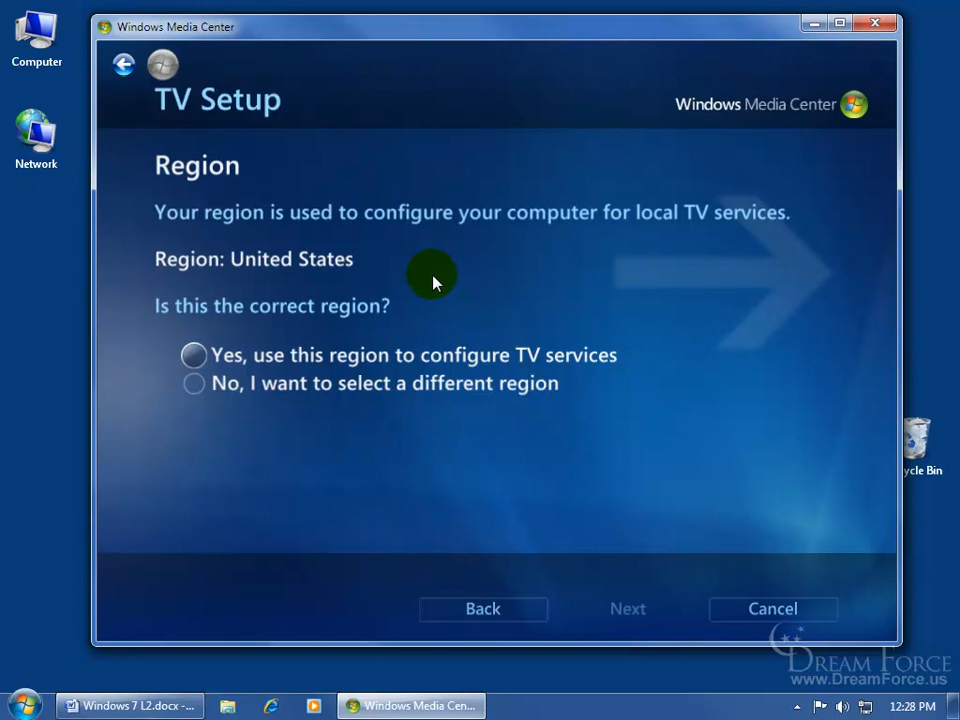 Windows Media Center
Computer
TV Setup
Windows Media Center
Network
Region
Your region is used to configure your computer for local TV services.
Region: United States
Is this the correct region?
Yes, use this region to configure TV services
No, I want to select a different region
ycle Bin
Back
Next
Cancel
DREAM FORCE
www.DreamForce.us
Windows 7 L2.docx -...
Windows Media Cen...
12:28 PM